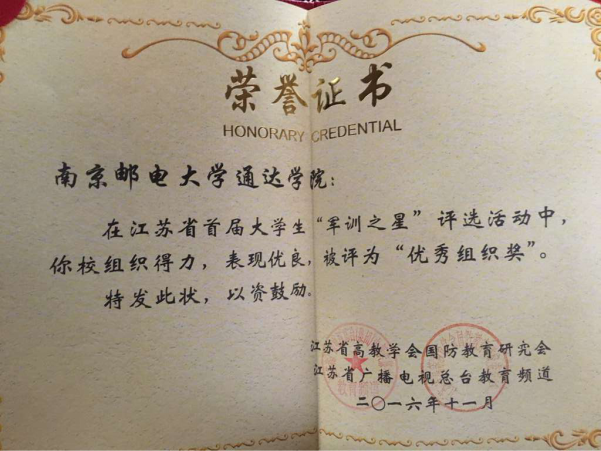 荣誉证书
HONORARY CREDENTIAL
南京邮电大学通达学院：
在江苏省首届大学生“军训之星”评选活动中，
你校组织得力，表现优良，被评为“优秀组织奖”。
特发此状，以资鼓励。
江苏省高教学会国防教育研究会
江苏省广播电视总台教育频道
二〇一六年十一月